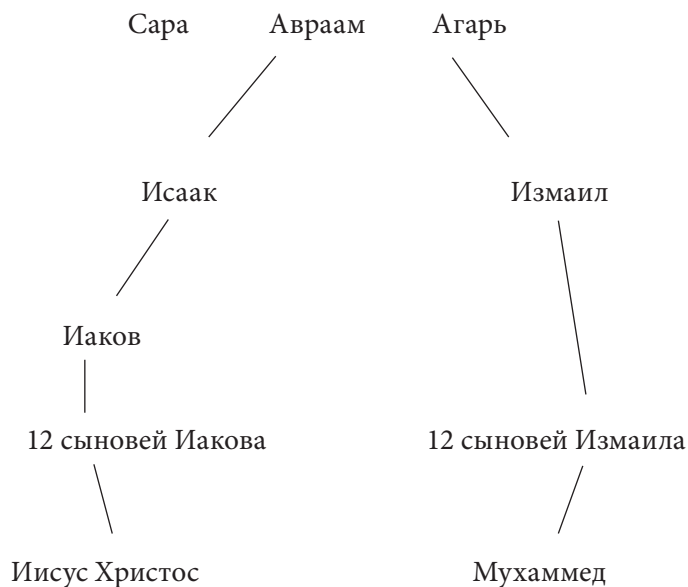 Сара Авраам Агарь
Исаак Измаил
Иаков
12 сыновей Иакова 12 сыновей Измаила
Иисус Христос Мухаммед